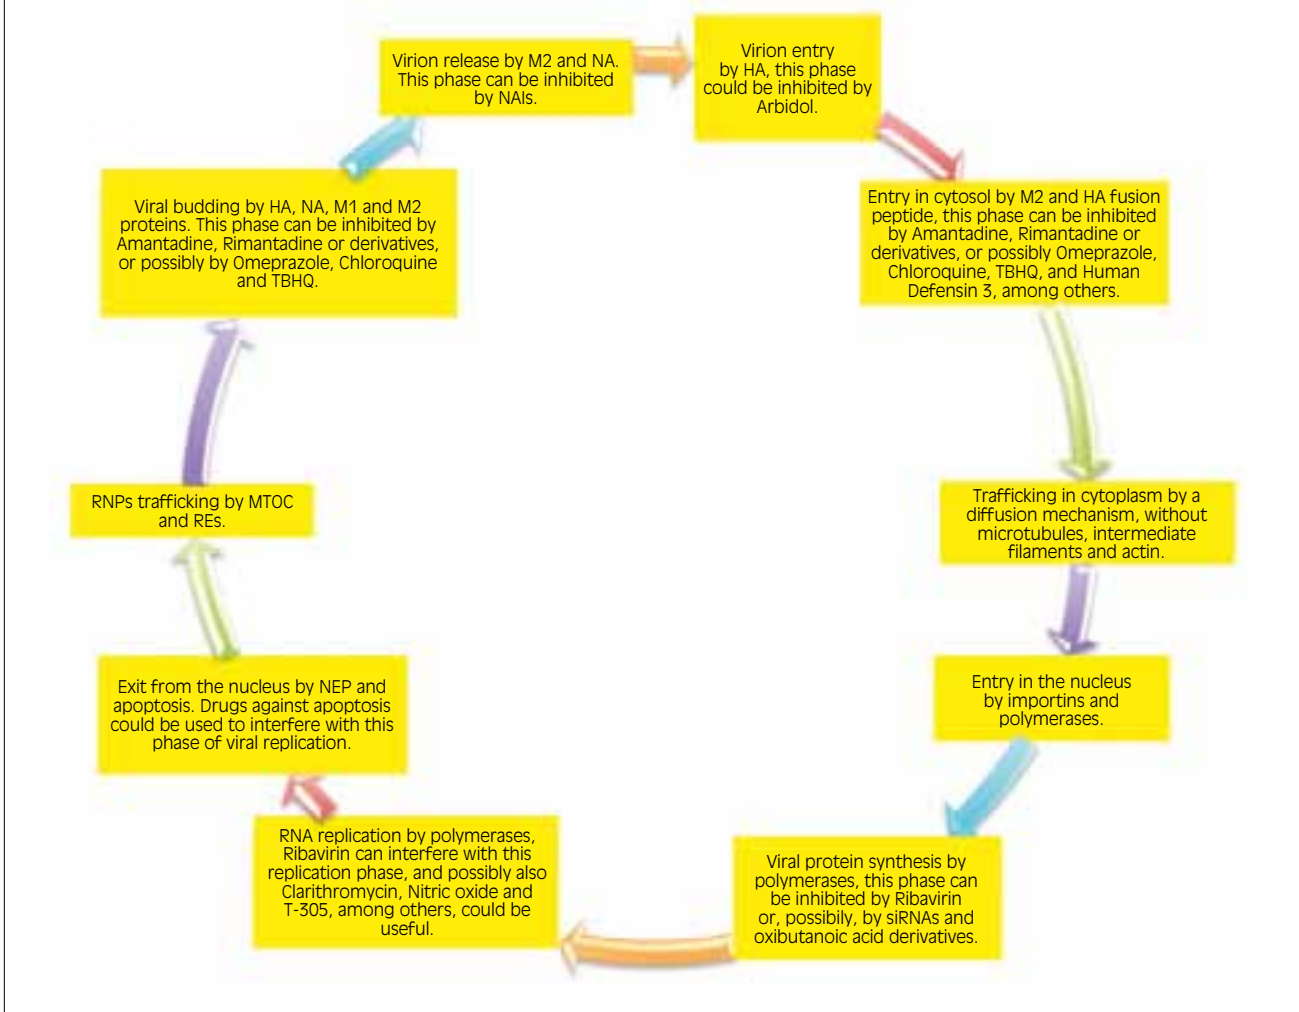 Virion release by M2 and NA.
This phase can be inhibited
by NAIs.
Virion entry
by HA, this phase
could be inhibited by
Arbidol.
Entry in cytosol by M2 and HA fusion
peptide, this phase can be inhibited
by Amantadine, Rimantadine or
derivatives, or possibly Omeprazole,
Chloroquine, TBHQ, and Human
Defensin 3, among others.
Trafficking in cytoplasm by a
diffusion mechanism, without
microtubules, intermediate
filaments and actin.
Entry in the nucleus
by importins and
polymerases.
Viral protein synthesis by
polymerases, this phase can
be inhibited by Ribavirin
or, possibily, by siRNAs and
oxibutanoic acid derivatives.
RNA replication by polymerases,
Ribavirin can interfere with this
replication phase, and possibly also
Clarithromycin, Nitric oxide and
T-305, among others, could be
useful.
Exit from the nucleus by NEP and
apoptosis. Drugs against apoptosis
could be used to interfere with this
phase of viral replication.
RNPs trafficking by MTOC
and REs.
Viral budding by HA, NA, M1 and M2
proteins. This phase can be inhibited by
Amantadine, Rimantadine or derivatives,
or possibly by Omeprazole, Chloroquine
and TBHQ.